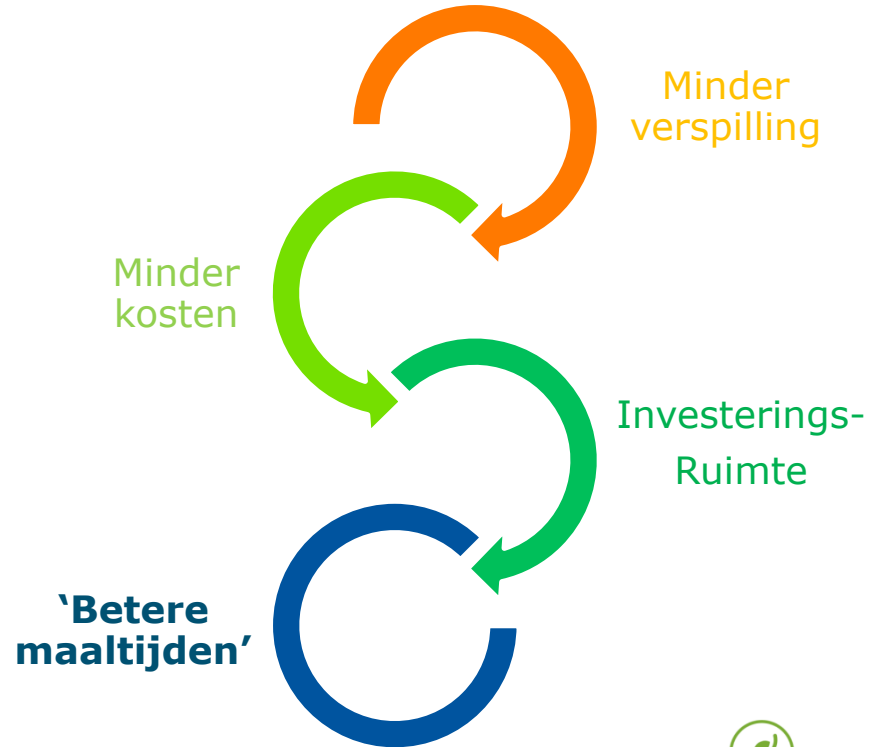 Minder
verspilling
Minder
kosten
Investerings-
Ruimte
‘Betere
maaltijden’